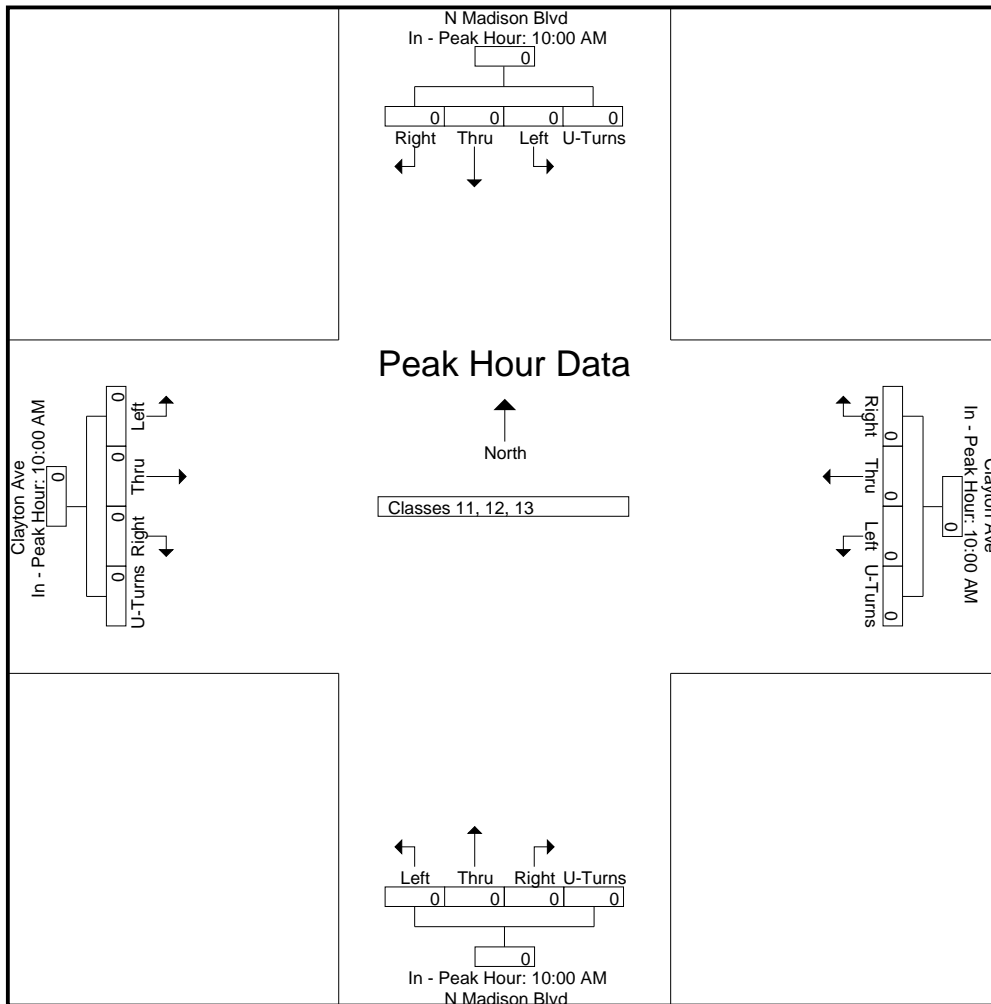 N Madison Blvd
In - Peak Hour: 10:00 AM
0
0 0 0 0
Right Thru Left U-Turns
Peak Hour Data
North
Classes 11, 12, 13
Clayton Ave
In - Peak Hour: 10:00 AM
0
0 0 0 0
Left Thru Right U-Turns
Clayton Ave
In - Peak Hour: 10:00 AM
0
0 0 0 0
Right Thru Left U-Turns
Left Thru Right U-Turns
0 0 0 0
0
In - Peak Hour: 10:00 AM
N Madison Blvd